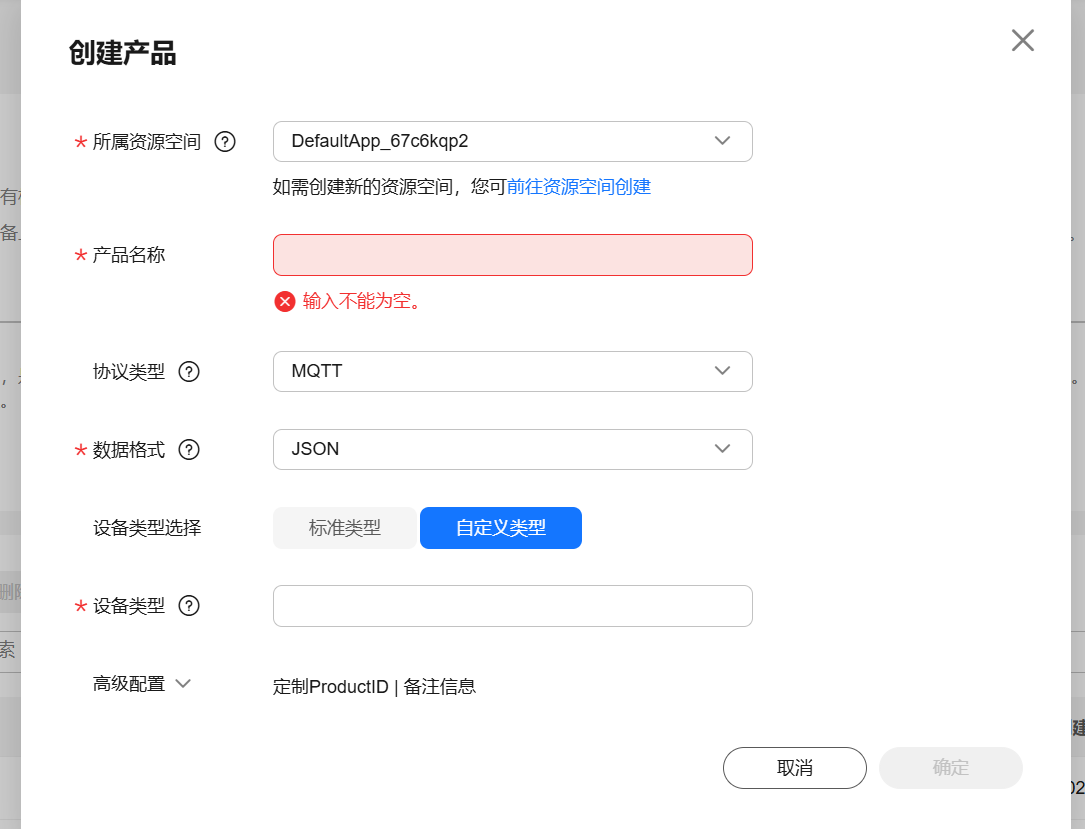 创建产品
* 所属资源空间 ? DefaultApp_67c6kqp2
如需创建新的资源空间，您可前往资源空间创建
* 产品名称
输入不能为空。
协议类型 ? MQTT
* 数据格式 ? JSON
设备类型选择 标准类型 自定义类型
* 设备类型 ?
高级配置 定制ProductID | 备注信息
取消 确定